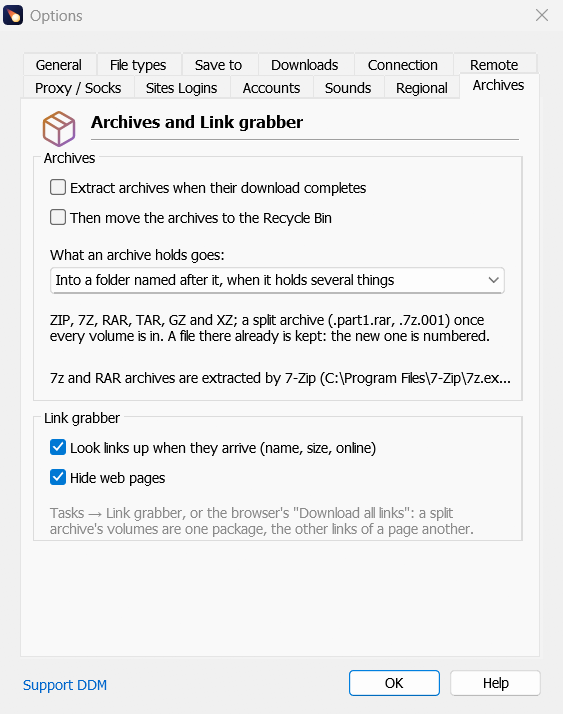 Options
General File types Save to Downloads Connection Remote
Proxy / Socks Sites Logins Accounts Sounds Regional Archives
Archives and Link grabber
Archives
Extract archives when their download completes
Then move the archives to the Recycle Bin
What an archive holds goes:
Into a folder named after it, when it holds several things
ZIP, 7Z, RAR, TAR, GZ and XZ; a split archive (.part1.rar, .7z.001) once
every volume is in. A file there already is kept: the new one is numbered.
7z and RAR archives are extracted by 7-Zip (C:\Program Files\7-Zip\7z.ex...
Link grabber
Look links up when they arrive (name, size, online)
Hide web pages
Tasks → Link grabber, or the browser's "Download all links": a split
archive's volumes are one package, the other links of a page another.
Support DDM
OK
Help